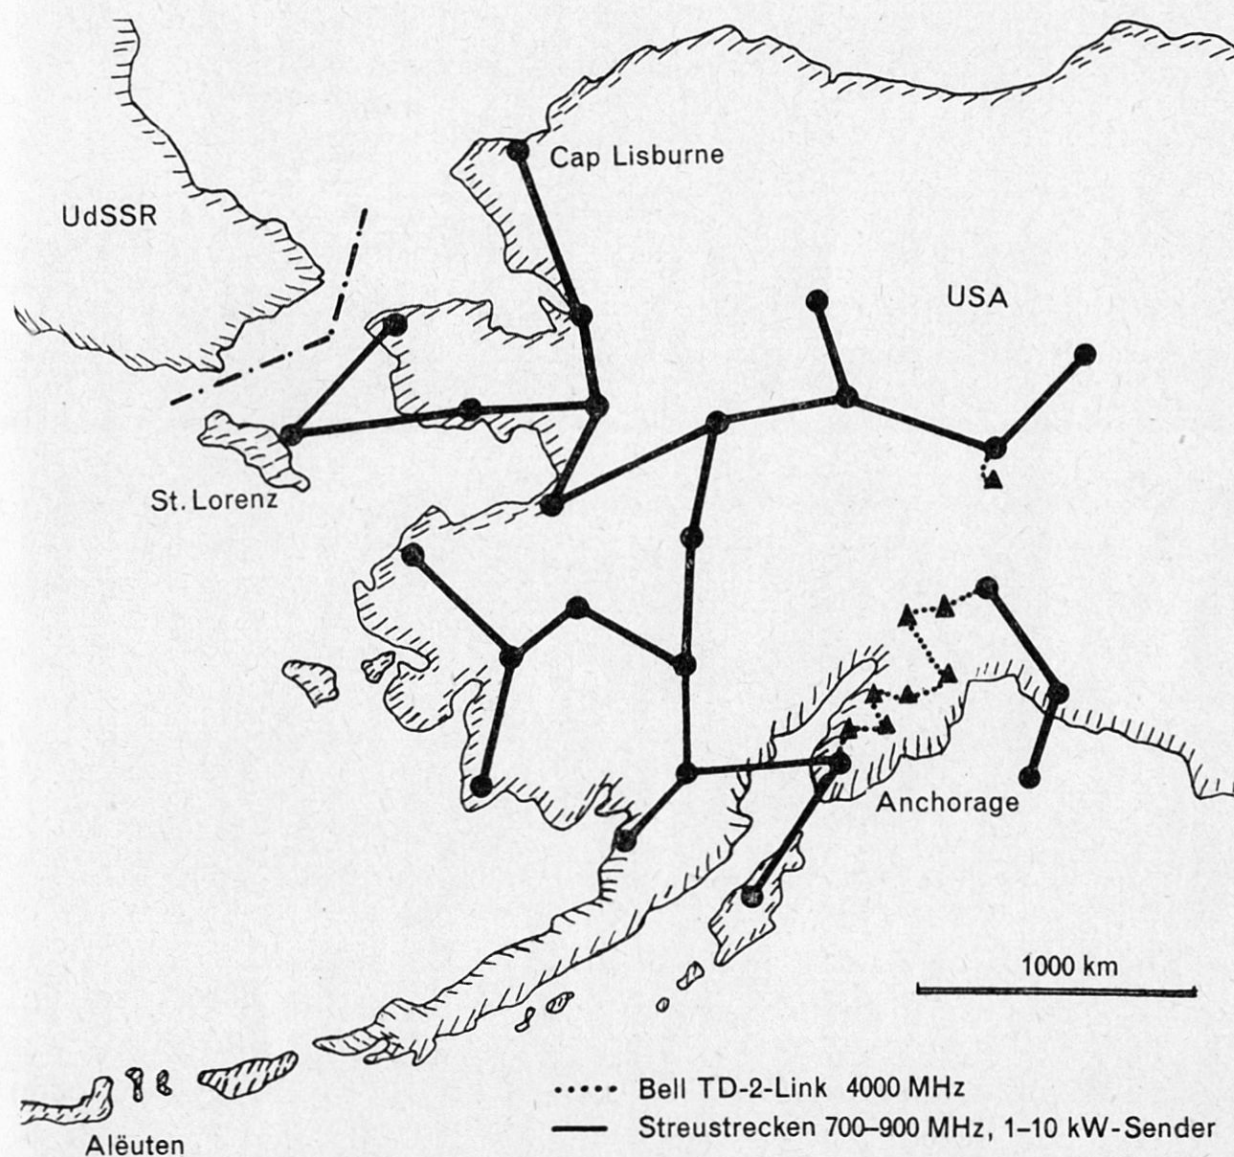 Cap Lisburne
UdSSR
USA
St. Lorenz
Anchorage
1000 km
Bell TD-2-Link 4000 MHz
Streustrecken 700–900 MHz, 1–10 kW-Sender
Alëuten